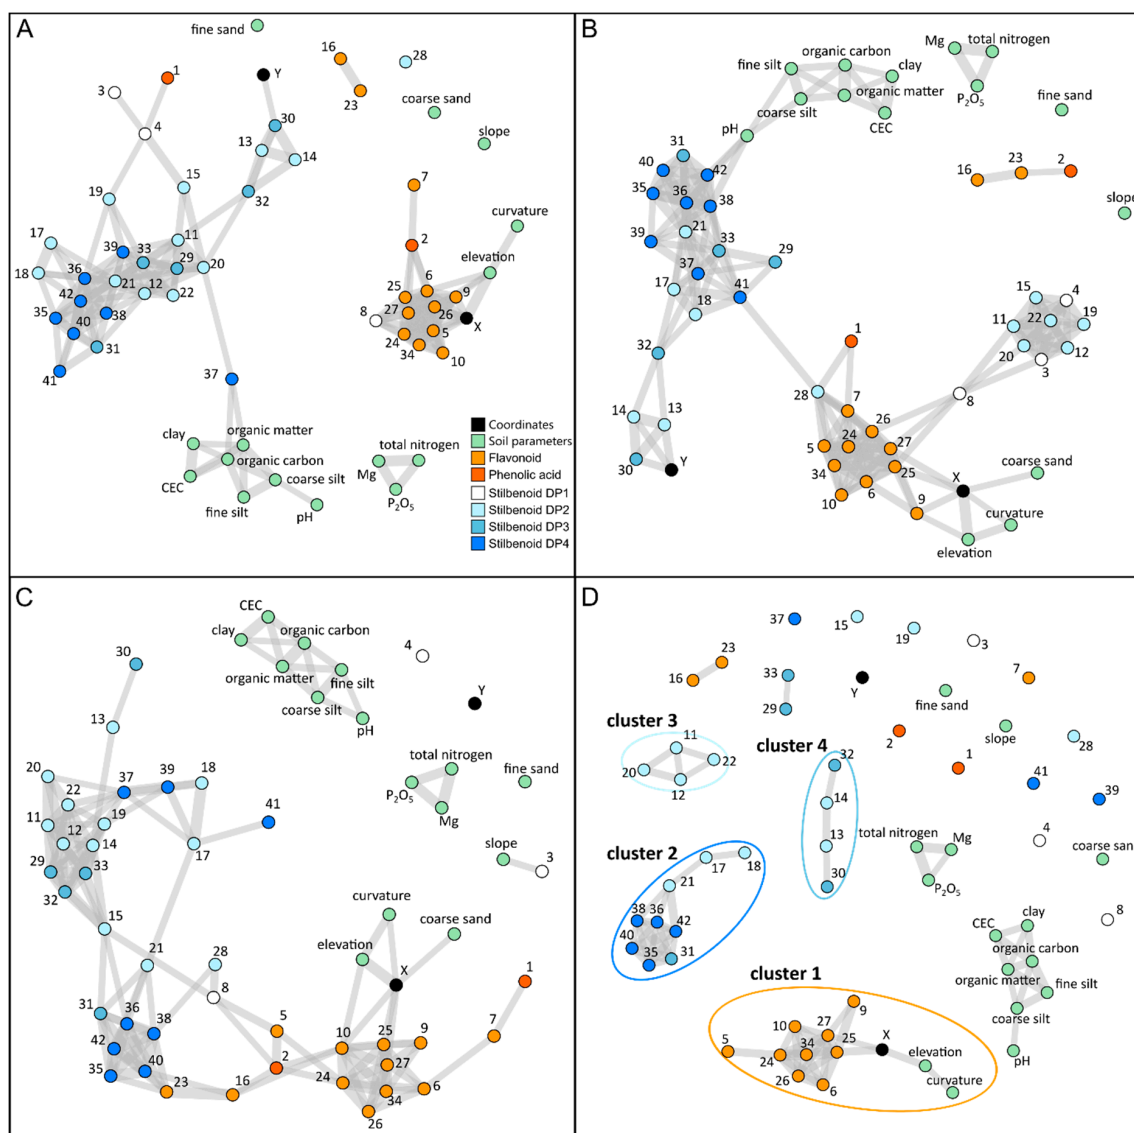 A
fine sand
16
28
1
Y
3
23
coarse sand
4
30
slope
13
14
15
7
19
32
curvature
17
39
33
11
2
29
20
elevation
18
36
6
21
12
22
25
9
42
27
26
X
35
38
8
5
40
24
31
34
10
41
37
clay
organic matter
organic carbon
total nitrogen
CEC
coarse silt
Mg
fine silt
pH
P2O5
Coordinates
Soil parameters
Flavonoid
Phenolic acid
Stilbenoid DP1
Stilbenoid DP2
Stilbenoid DP3
Stilbenoid DP4
B
organic carbon
Mg
total nitrogen
fine silt
clay
organic matter
P2O5
coarse silt
fine sand
pH
CEC
31
40
42
23
2
16
35
36
38
slope
21
39
33
29
37
17
41
15
4
18
22
19
11
1
32
20
12
3
8
28
14
13
7
26
24
5
27
30
Y
34
25
coarse sand
X
10
6
9
curvature
elevation
C
CEC
clay
organic carbon
4
30
organic matter
fine silt
Y
coarse silt
13
pH
total nitrogen
20
37
39
18
fine sand
22
P2O5
41
19
Mg
11
12
14
17
slope
29
33
3
32
curvature
15
coarse sand
21
28
elevation
X
1
31
8
36
38
5
7
10
25
9
42
2
27
40
35
24
6
23
16
34
26
D
37
15
19
3
23
33
7
16
Y
29
fine sand
cluster 3
slope
11
cluster 4
2
28
32
22
1
20
41
12
39
14
total nitrogen
Mg
4
cluster 2
13
17
18
coarse san
21
30
P2O5
38
36
8
42
clay
40
CEC
organic carbon
35
31
cluster 1
organic matter
fine silt
9
10
27
coarse silt
X
5
34
25
elevation
24
pH
curvature
26
6